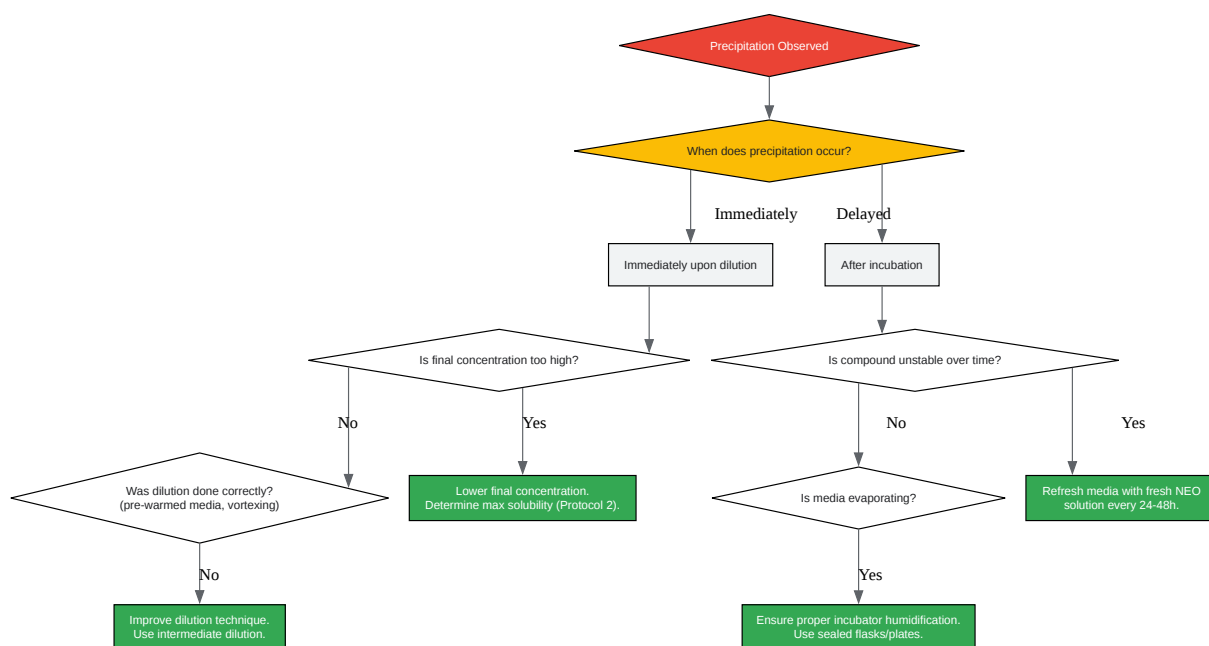 Precipitation Observed
When does precipitation occur?
Immediately
Delayed
Immediately upon dilution
After incubation
Is final concentration too high?
Is compound unstable over time?
No
Yes
No
Yes
Was dilution done correctly?
(pre-warmed media, vortexing)
Lower final concentration.
Determine max solubility (Protocol 2).
Is media evaporating?
Refresh media with fresh NEO
solution every 24-48h.
No
Yes
Improve dilution technique.
Use intermediate dilution.
Ensure proper incubator humidification.
Use sealed flasks/plates.